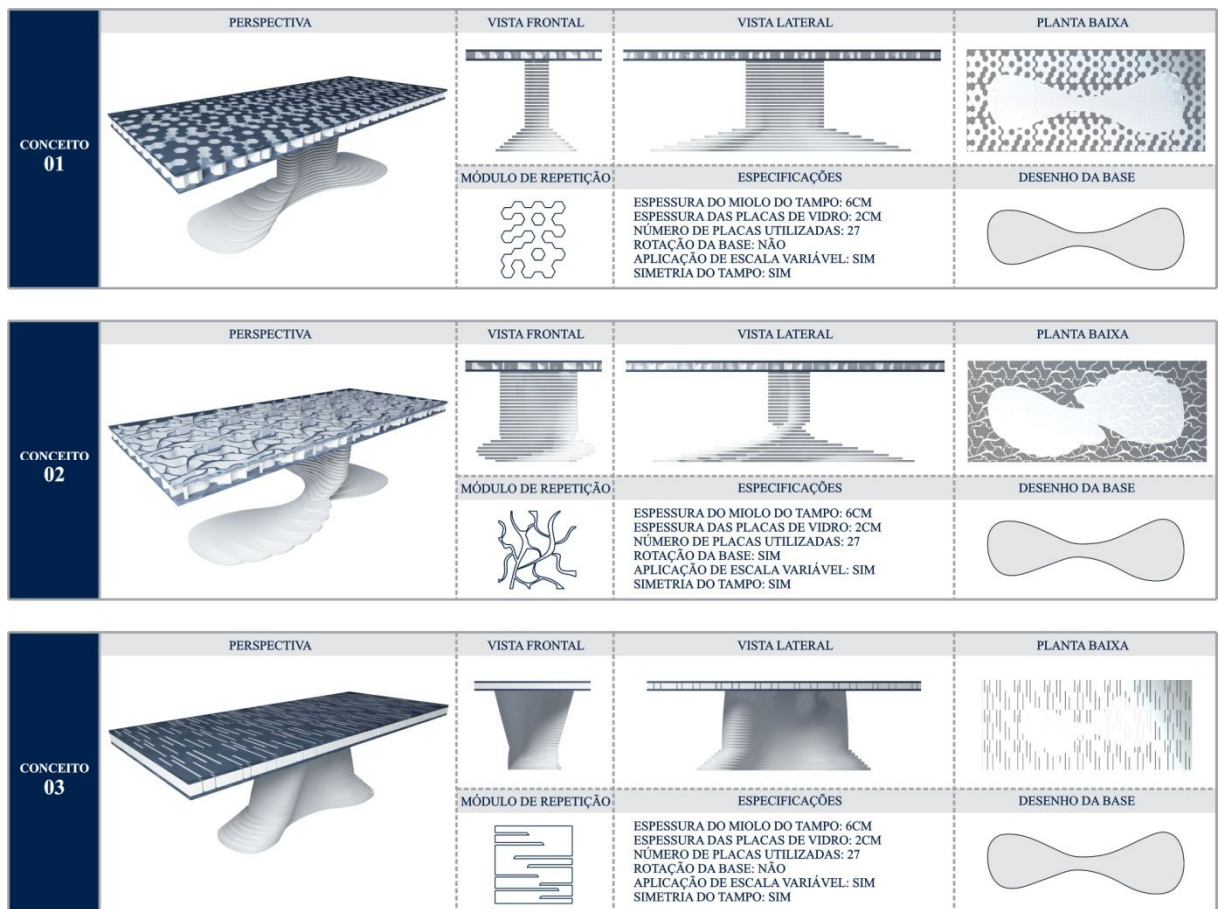 CONCEITO
01
PERSPECTIVA
VISTA FRONTAL
VISTA LATERAL
PLANTA BAIXA
MÓDULO DE REPETIÇÃO
ESPECIFICAÇÕES
ESPESSURA DO MIOLO DO TAMPO: 6CM
ESPESSURA DAS PLACAS DE VIDRO: 2CM
NÚMERO DE PLACAS UTILIZADAS: 27
ROTAÇÃO DA BASE: NÃO
APLICAÇÃO DE ESCALA VARIÁVEL: SIM
SIMETRIA DO TAMPO: SIM
DESENHO DA BASE
CONCEITO
02
PERSPECTIVA
VISTA FRONTAL
VISTA LATERAL
PLANTA BAIXA
MÓDULO DE REPETIÇÃO
ESPECIFICAÇÕES
ESPESSURA DO MIOLO DO TAMPO: 6CM
ESPESSURA DAS PLACAS DE VIDRO: 2CM
NÚMERO DE PLACAS UTILIZADAS: 27
ROTAÇÃO DA BASE: SIM
APLICAÇÃO DE ESCALA VARIÁVEL: SIM
SIMETRIA DO TAMPO: SIM
DESENHO DA BASE
CONCEITO
03
PERSPECTIVA
VISTA FRONTAL
VISTA LATERAL
PLANTA BAIXA
MÓDULO DE REPETIÇÃO
ESPECIFICAÇÕES
ESPESSURA DO MIOLO DO TAMPO: 6CM
ESPESSURA DAS PLACAS DE VIDRO: 2CM
NÚMERO DE PLACAS UTILIZADAS: 27
ROTAÇÃO DA BASE: NÃO
APLICAÇÃO DE ESCALA VARIÁVEL: SIM
SIMETRIA DO TAMPO: SIM
DESENHO DA BASE